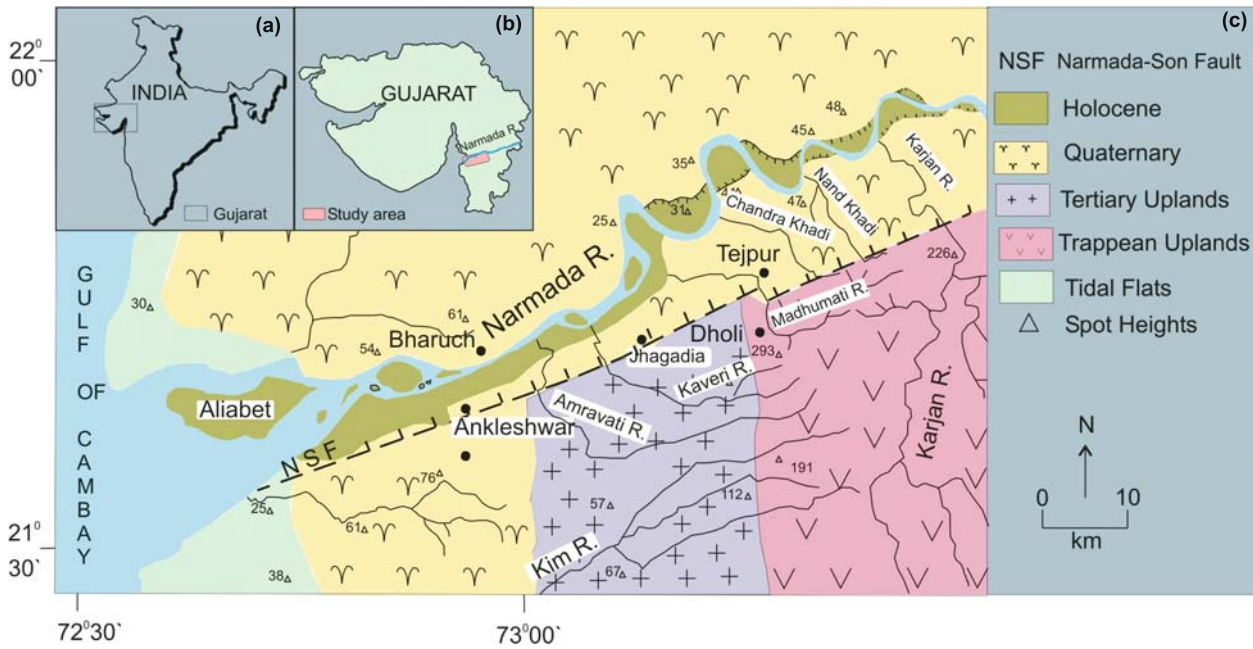 (a)
INDIA
Gujarat
(b)
GUJARAT
Narmada R.
Study area
(c)
22⁰
00`
21⁰
30`
72⁰30`
73⁰00`
GULF
OF
CAMBAY
30
54
61
25
31
35
45
48
47
226
293
191
112
57
67
76
61
25
38
Narmada R.
Bharuch
Aliabet
Ankleshwar
NSF
Jhagadia
Tejpur
Dholi
Chandra Khadi
Nand Khadi
Karjan R.
Madhumati R.
Kaveri R.
Amravati R.
Kim R.
Karjan R.
NSF Narmada-Son Fault
Holocene
Quaternary
Tertiary Uplands
Trappean Uplands
Tidal Flats
Spot Heights
N
0 10
km